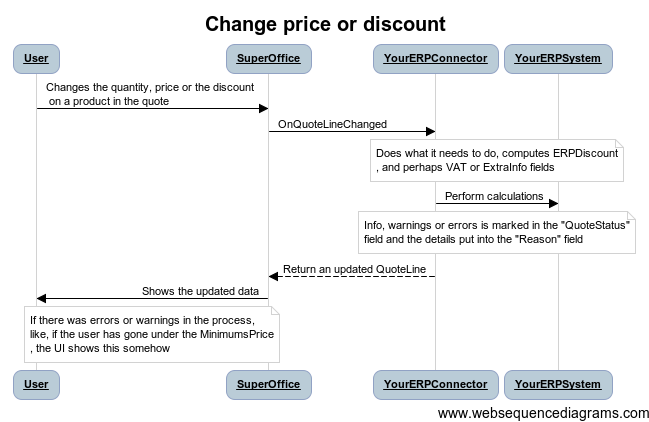 Change price or discount
User
SuperOffice
YourERPConnector
YourERPSystem
Changes the quantity, price or the discount
on a product in the quote
OnQuoteLineChanged
Does what it needs to do, computes ERPDiscount
, and perhaps VAT or ExtraInfo fields
Perform calculations
Info, warnings or errors is marked in the "QuoteStatus"
field and the details put into the "Reason" field
Return an updated QuoteLine
Shows the updated data
If there was errors or warnings in the process,
like, if the user has gone under the MinimumsPrice
, the UI shows this somehow
User
SuperOffice
YourERPConnector
YourERPSystem
www.websequencediagrams.com